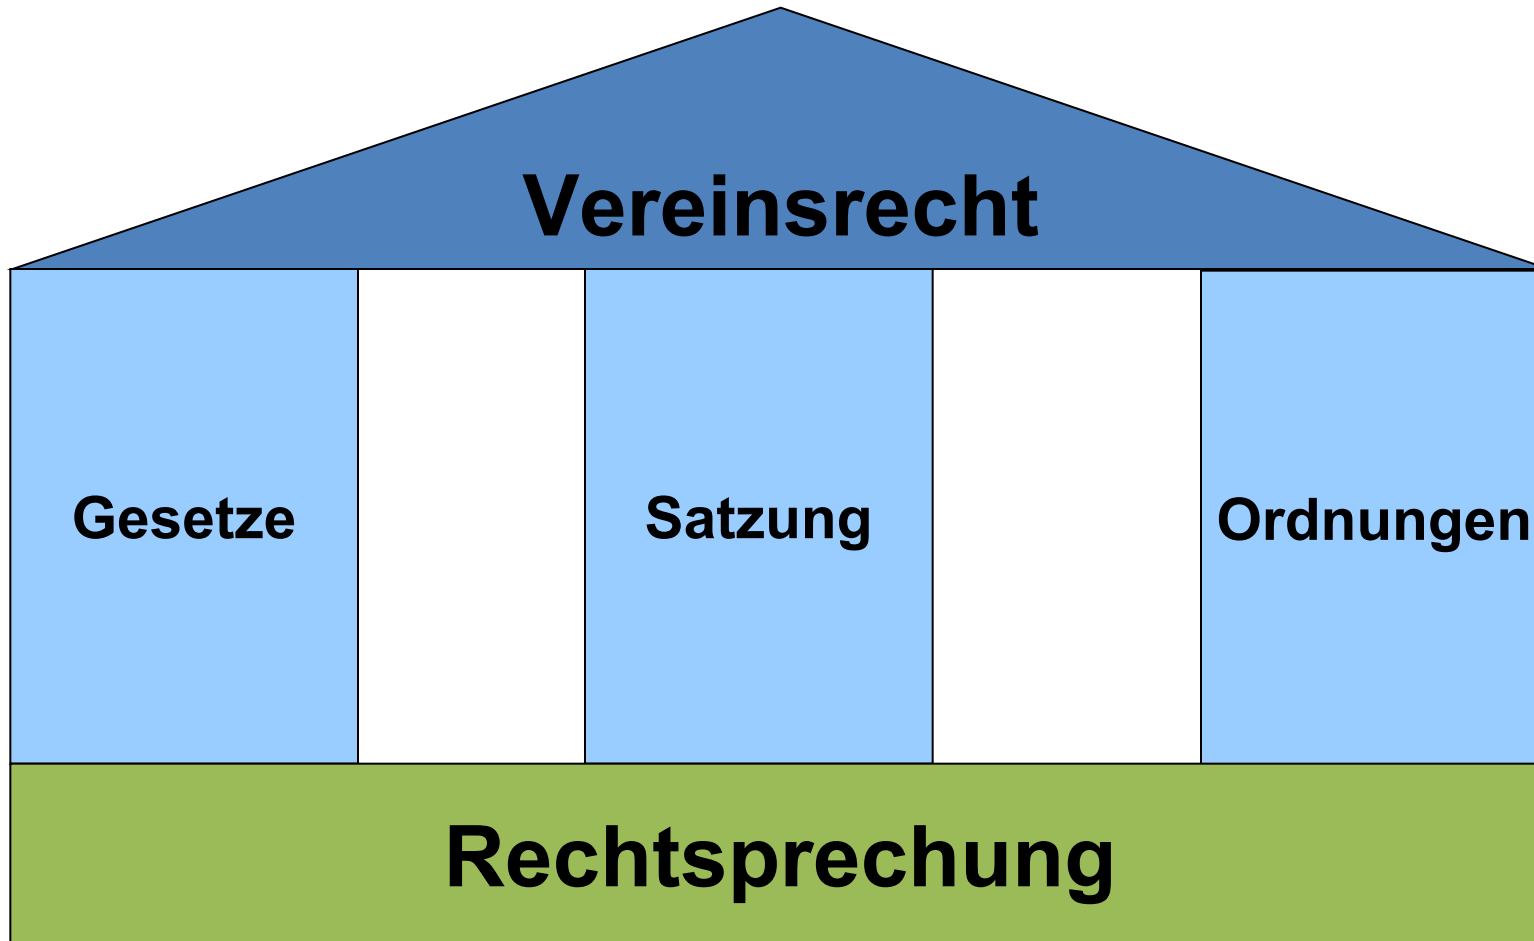 Vereinsrecht
Gesetze
Satzung
Ordnungen
Rechtsprechung